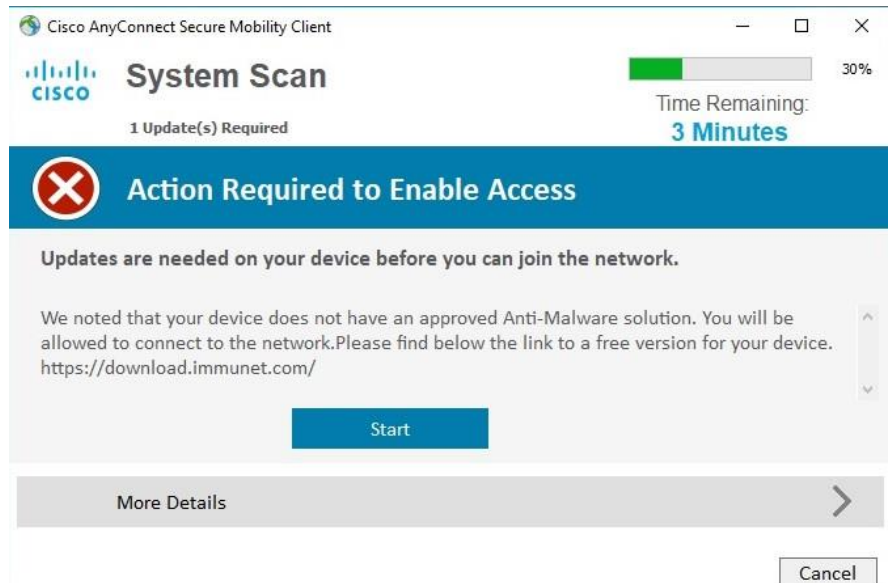 Cisco AnyConnect Secure Mobility Client
CISCO
System Scan
30%
Time Remaining:
1 Update(s) Required
3 Minutes
Action Required to Enable Access
Updates are needed on your device before you can join the network.
We noted that your device does not have an approved Anti-Malware solution. You will be
allowed to connect to the network.Please find below the link to a free version for your device.
https://download.immunet.com/
Start
More Details
Cancel